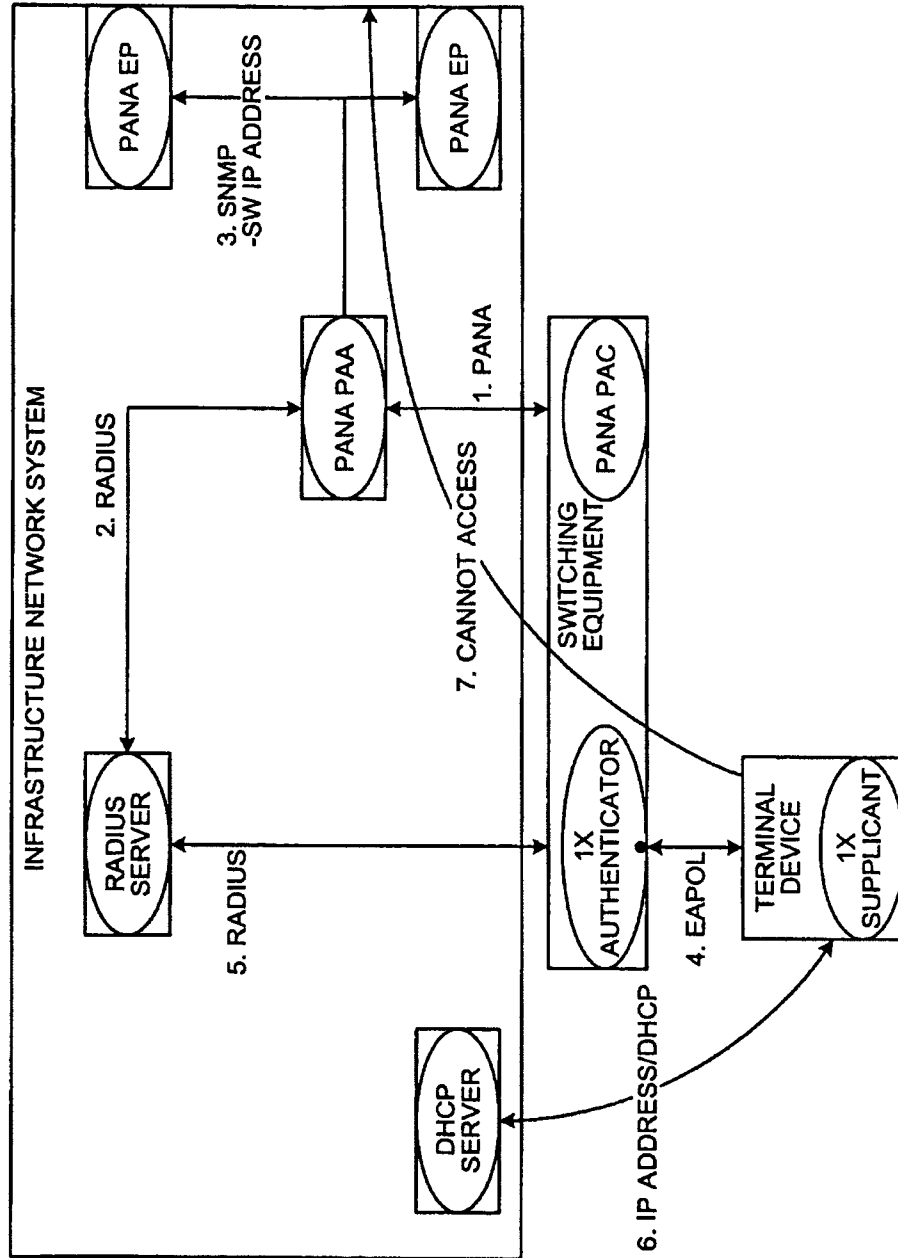 INFRASTRUCTURE NETWORK SYSTEM
DHCP
SERVER
RADIUS
SERVER
2. RADIUS
PANA PAA
3. SNMP
-SW IP ADDRESS
PANA EP
PANA EP
5. RADIUS
7. CANNOT ACCESS
1. PANA
1X
AUTHENTICATOR
SWITCHING
EQUIPMENT
PANA PAC
4. EAPOL
6. IP ADDRESS/DHCP
TERMINAL
DEVICE
1X
SUPPLICANT